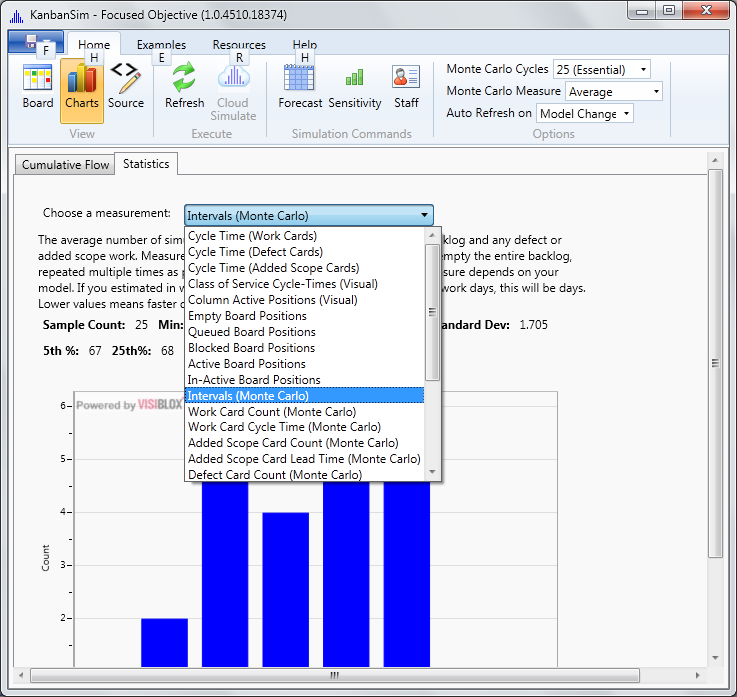 KanbanSim - Focused Objective (1.0.4510.18374)
Home Examples Resources Help
F H E R H
Board Charts Source Refresh Cloud Simulate Forecast Sensitivity Staff
View Execute Simulation Commands Options
Monte Carlo Cycles 25 (Essential)
Monte Carlo Measure Average
Auto Refresh on Model Change
Cumulative Flow Statistics
Choose a measurement: Intervals (Monte Carlo)
The average number of sim
klog and any defect or
added scope work. Measure
empty the entire backlog,
repeated multiple times as p
sure depends on your
model. If you estimated in w
work days, this will be days.
Lower values means faster c
Sample Count: 25 Min:
andard Dev: 1.705
5th %: 67 25th%: 68
Cycle Time (Work Cards)
Cycle Time (Defect Cards)
Cycle Time (Added Scope Cards)
Class of Service Cycle-Times (Visual)
Column Active Positions (Visual)
Empty Board Positions
Queued Board Positions
Blocked Board Positions
Active Board Positions
In-Active Board Positions
Intervals (Monte Carlo)
Work Card Count (Monte Carlo)
Work Card Cycle Time (Monte Carlo)
Added Scope Card Count (Monte Carlo)
Added Scope Card Lead Time (Monte Carlo)
Defect Card Count (Monte Carlo)
Powered by VISIBLOX
6
5
4
3
2
Count